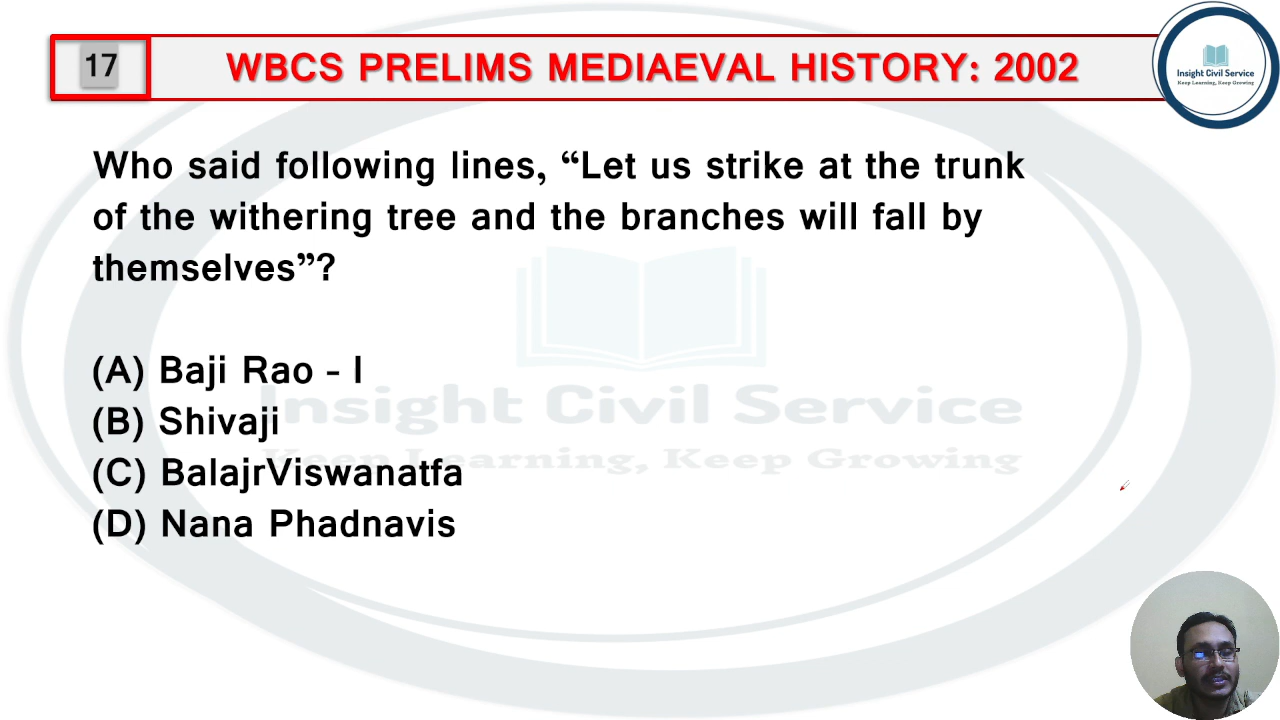 17
WBCS PRELIMS MEDIAEVAL HISTORY: 2002
Insight Civil Service
Keep Learning, Keep Growing
Who said following lines, “Let us strike at the trunk
of the withering tree and the branches will fall by
themselves”?
(A) Baji Rao - I
(B) Shivaji
(C) BalajrViswanatfa
(D) Nana Phadnavis
Insight Civil Service
Keep Learning, Keep Growing